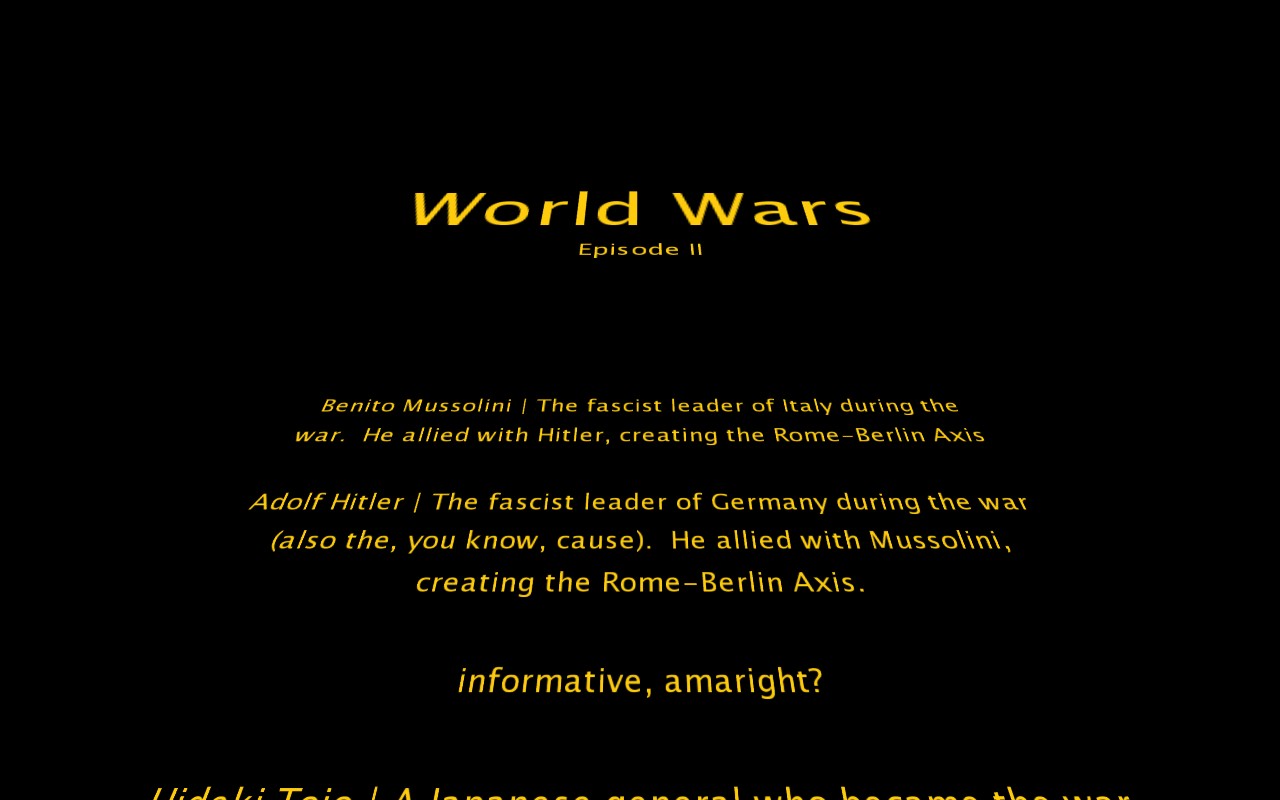 World Wars
Episode II
Benito Mussolini | The fascist leader of Italy during the
war.  He allied with Hitler, creating the Rome-Berlin Axis
Adolf Hitler | The fascist leader of Germany during the war
(also the, you know, cause).  He allied with Mussolini,
creating the Rome-Berlin Axis.
informative, amaright?
Hideki Tojo | A Japanese general who became the war